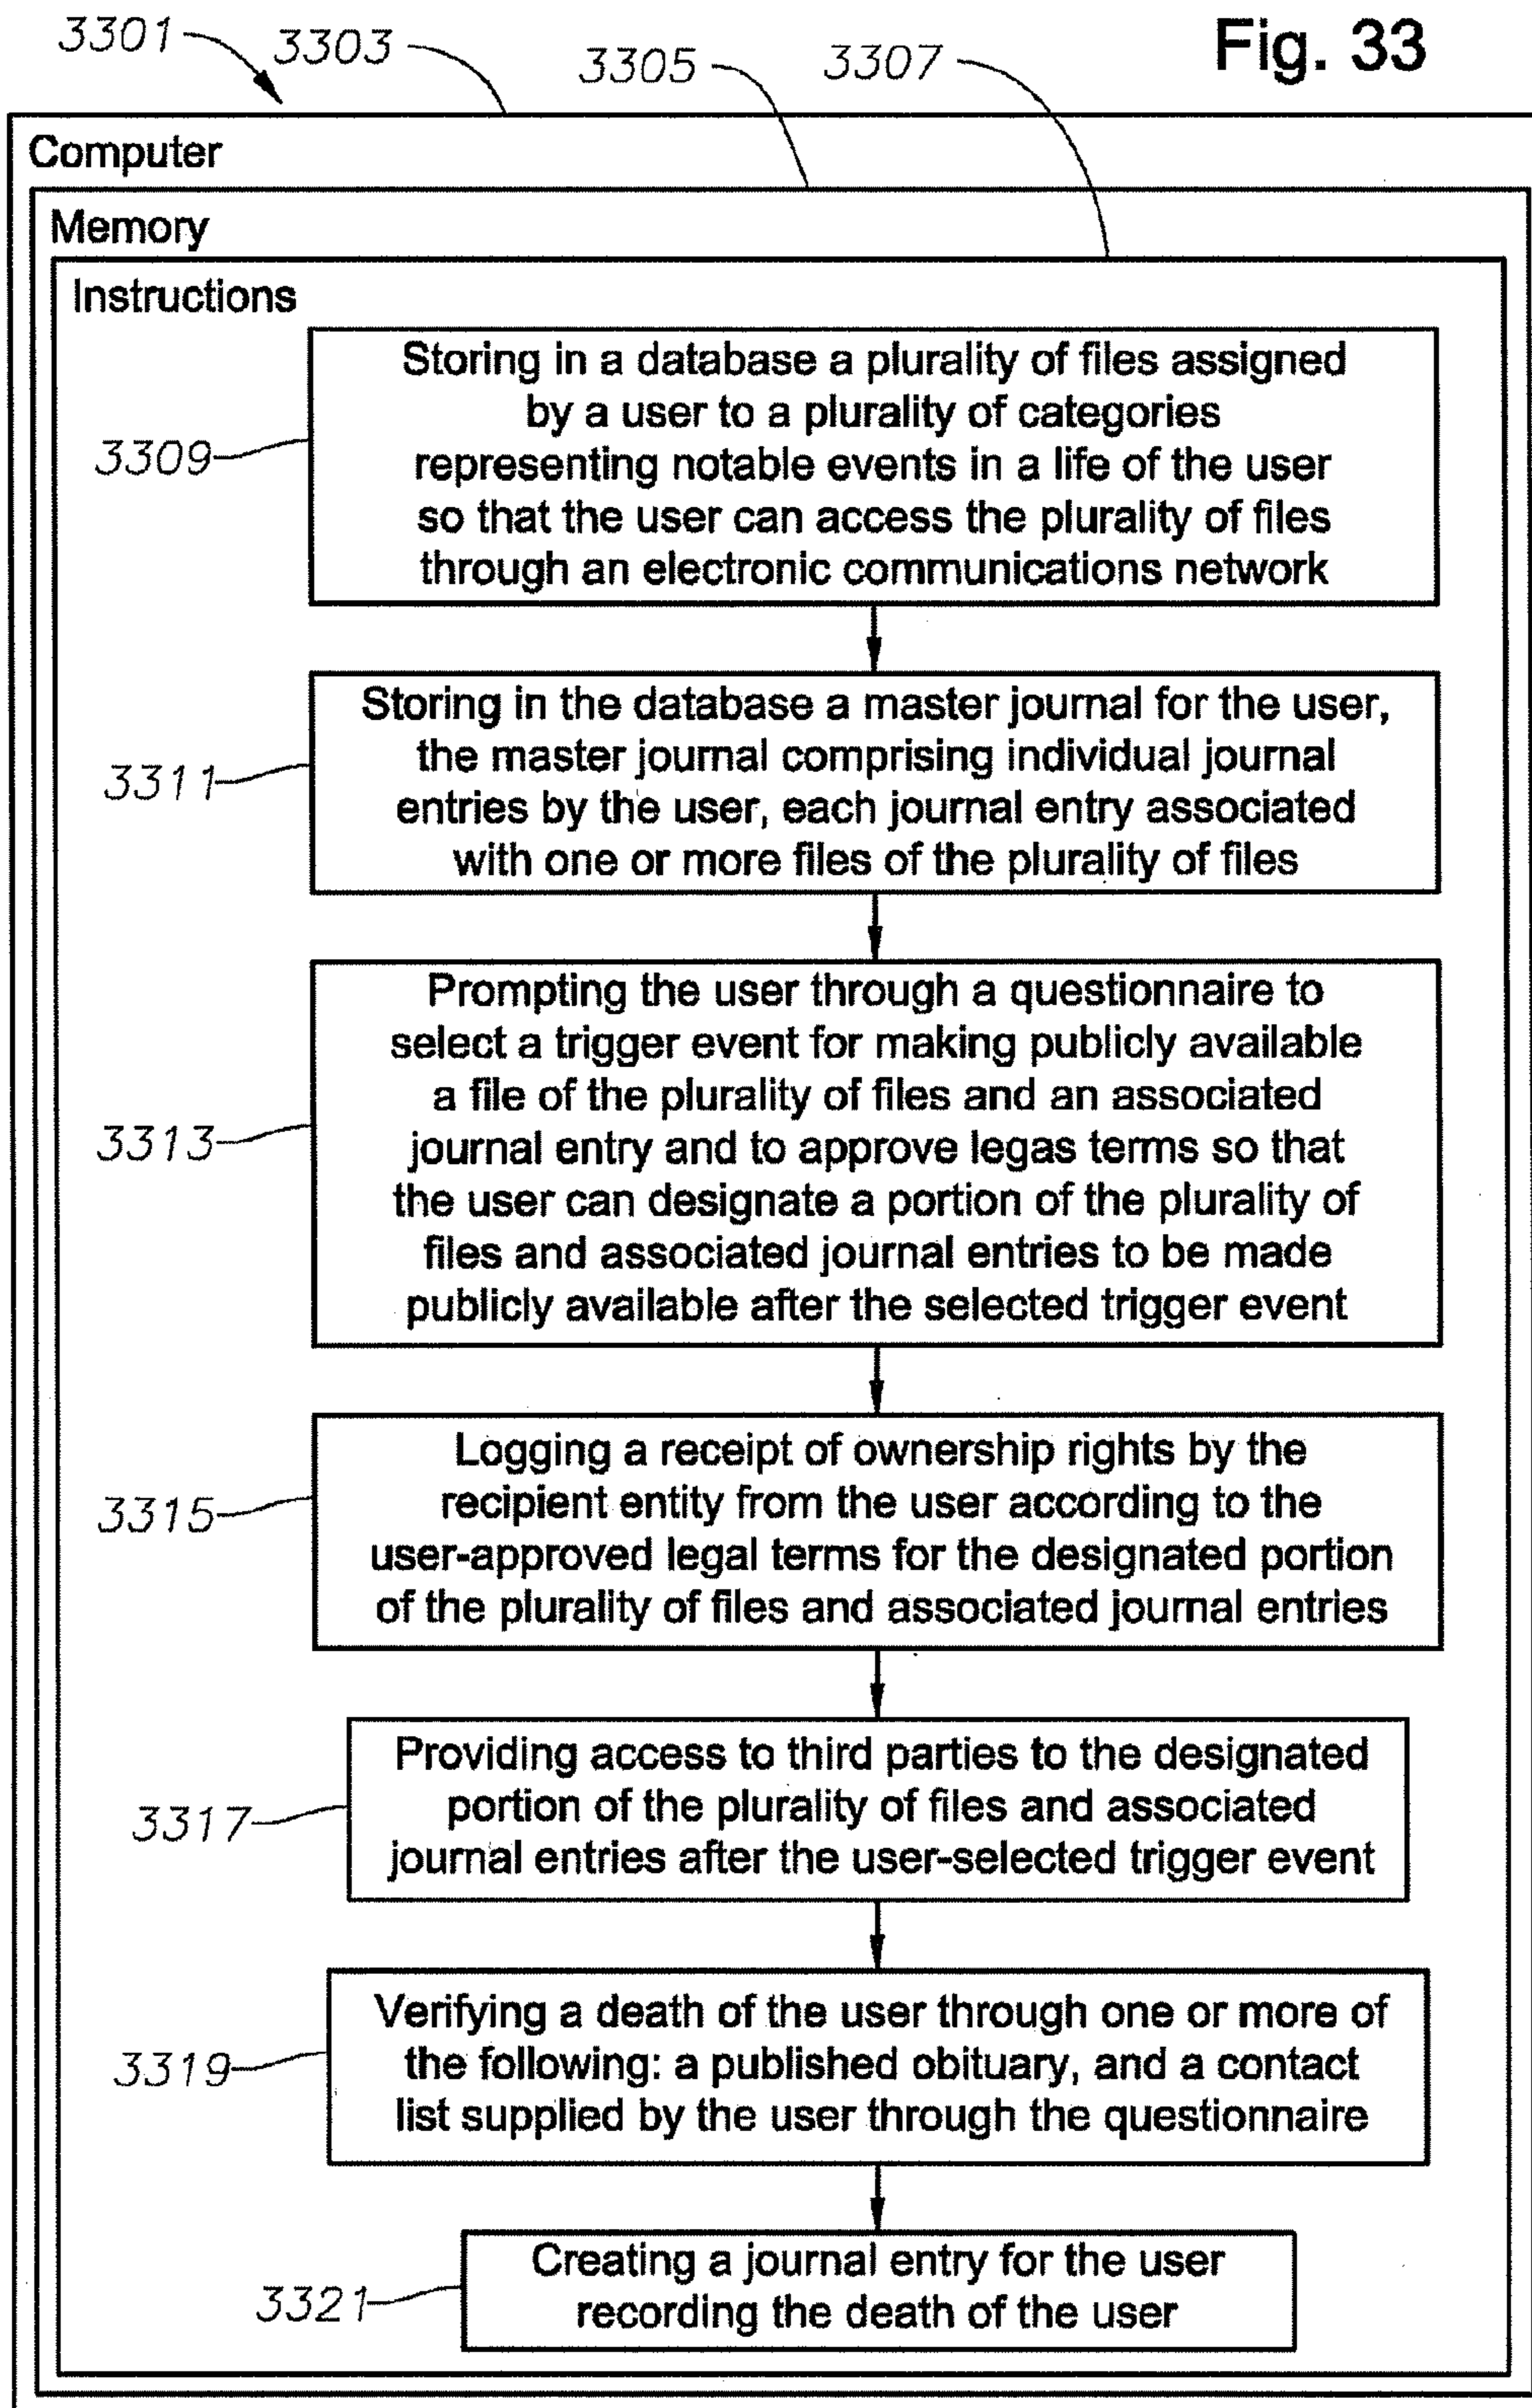 Fig. 33
3301
3303
3305
3307
Computer
Memory
Instructions
3309
Storing in a database a plurality of files assigned
by a user to a plurality of categories
representing notable events in a life of the user
so that the user can access the plurality of files
through an electronic communications network
3311
Storing in the database a master journal for the user,
the master journal comprising individual journal
entries by the user, each journal entry associated
with one or more files of the plurality of files
3313
Prompting the user through a questionnaire to
select a trigger event for making publicly available
a file of the plurality of files and an associated
journal entry and to approve legas terms so that
the user can designate a portion of the plurality of
files and associated journal entries to be made
publicly available after the selected trigger event
3315
Logging a receipt of ownership rights by the
recipient entity from the user according to the
user-approved legal terms for the designated portion
of the plurality of files and associated journal entries
3317
Providing access to third parties to the designated
portion of the plurality of files and associated
journal entries after the user-selected trigger event
3319
Verifying a death of the user through one or more of
the following: a published obituary, and a contact
list supplied by the user through the questionnaire
3321
Creating a journal entry for the user
recording the death of the user